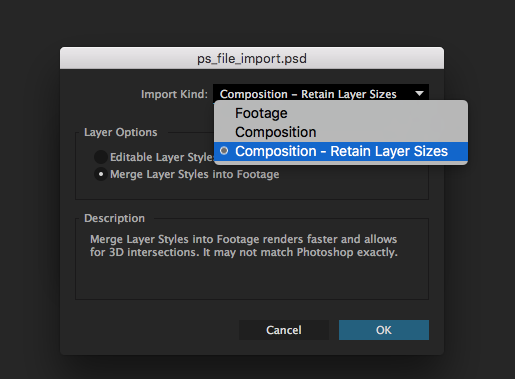 ps_file_import.psd
Import Kind: Composition - Retain Layer Sizes
Footage
Composition
Composition - Retain Layer Sizes
Layer Options
Editable Layer Style
Merge Layer Styles into Footage
Description
Merge Layer Styles into Footage renders faster and allows
for 3D intersections. It may not match Photoshop exactly.
Cancel OK